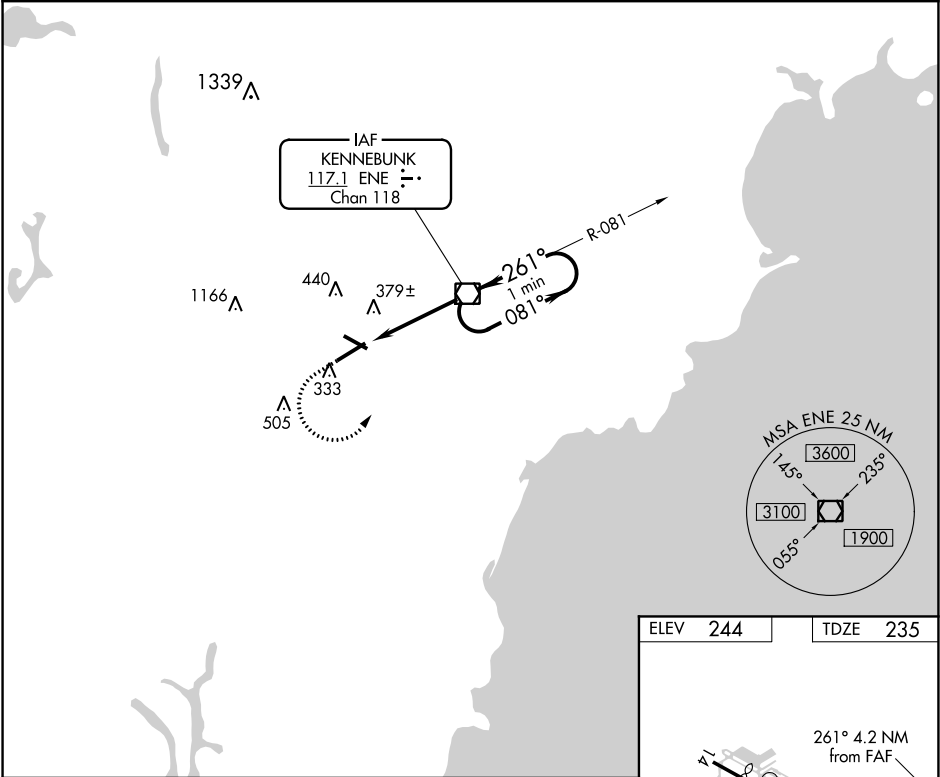 1339
IAF
KENNEBUNK
117.1 ENE
Chan 118
R-081
261°
1 min
081°
440
379±
1166
333
505
MSA ENE 25 NM
3600
145°
235°
3100
1900
055°
ELEV 244
TDZE 235
261° 4.2 NM
from FAF
14